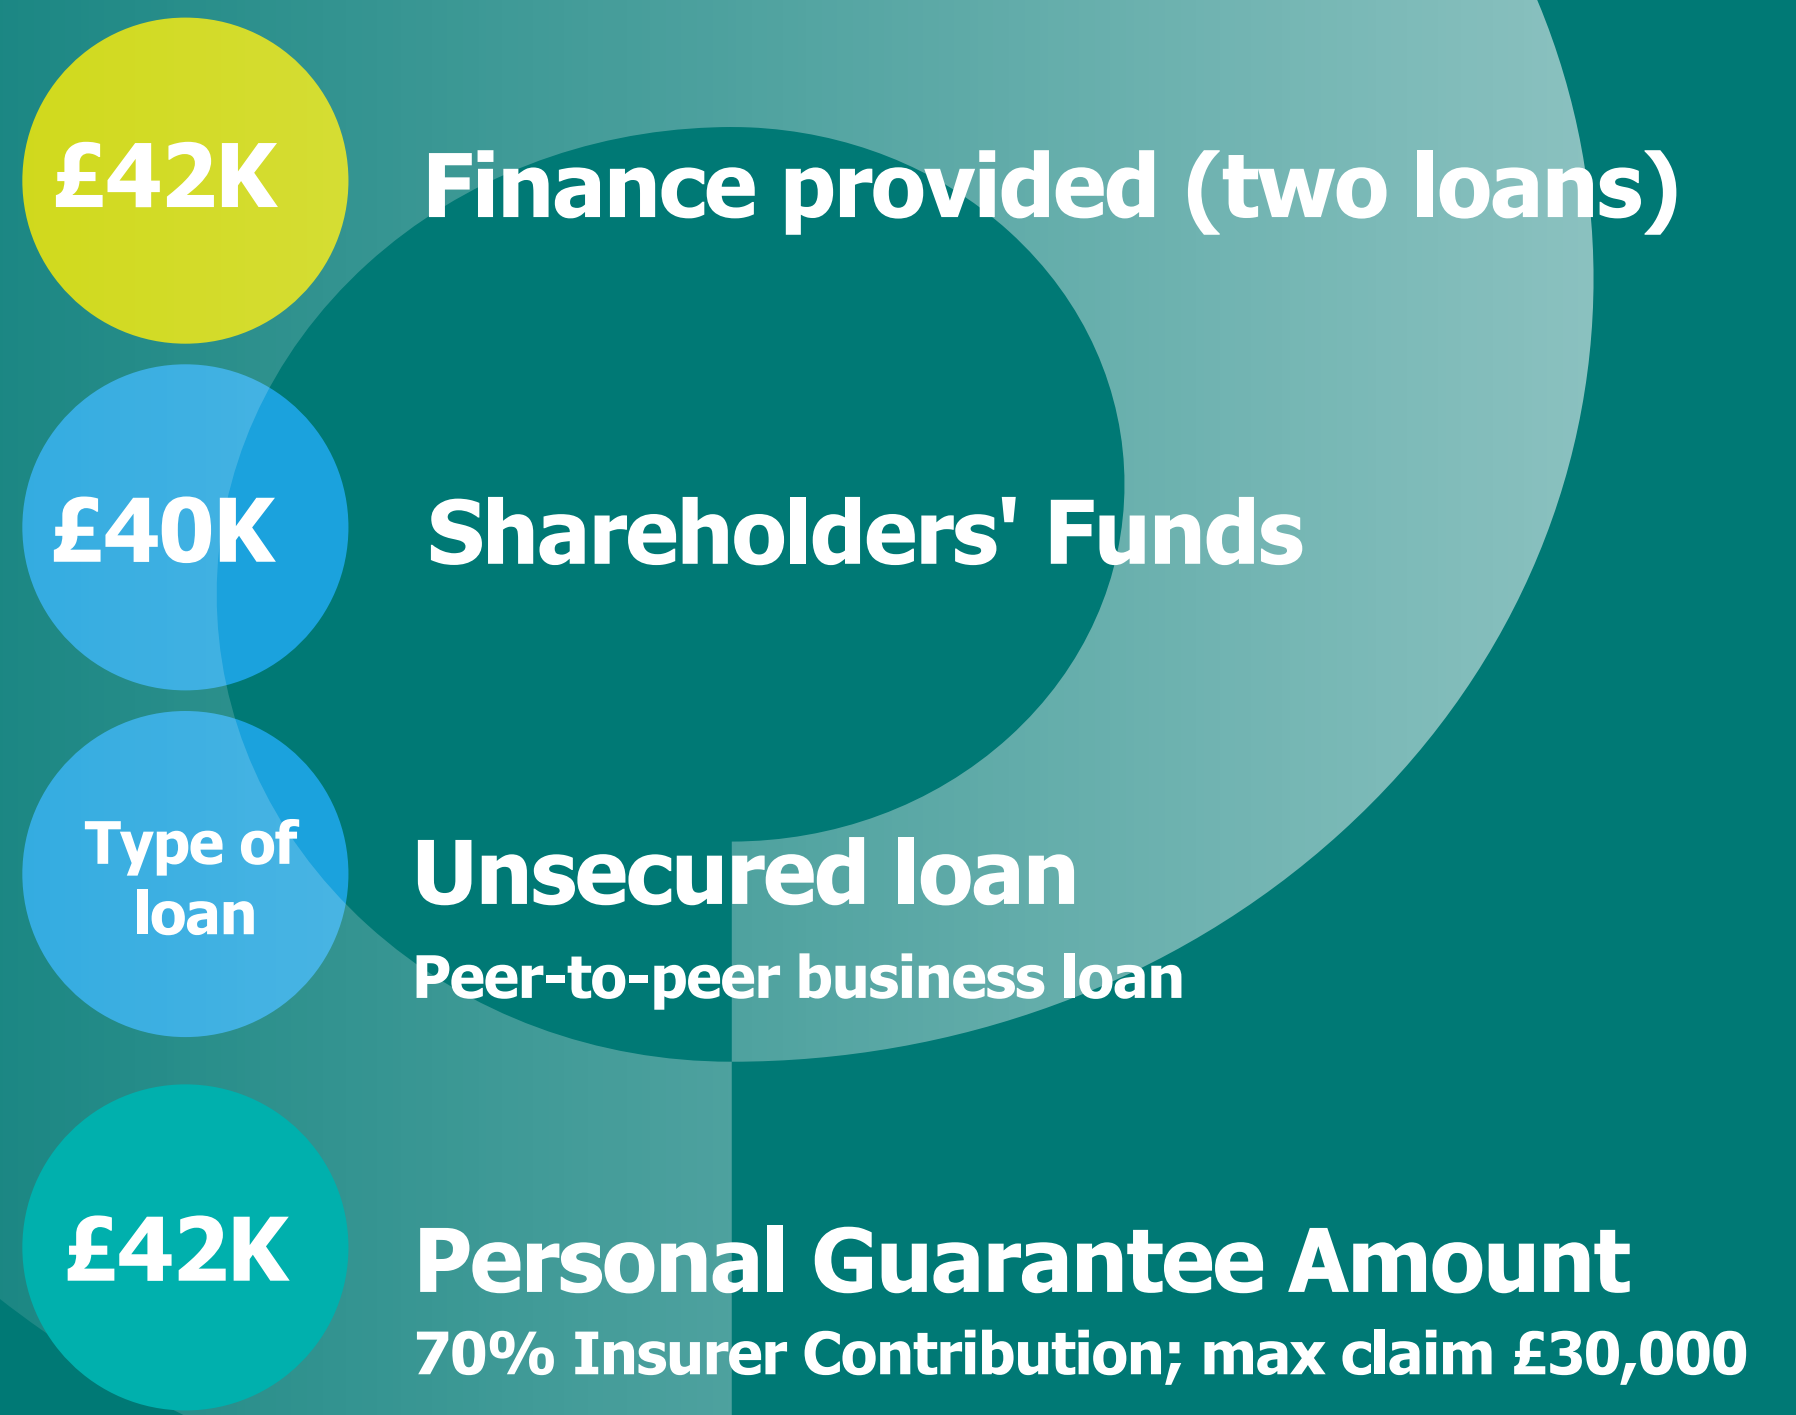 £42K
Finance provided (two loans)
£40K
Shareholders' Funds
Type of
loan
Unsecured loan
Peer-to-peer business loan
£42K
Personal Guarantee Amount
70% Insurer Contribution; max claim £30,000